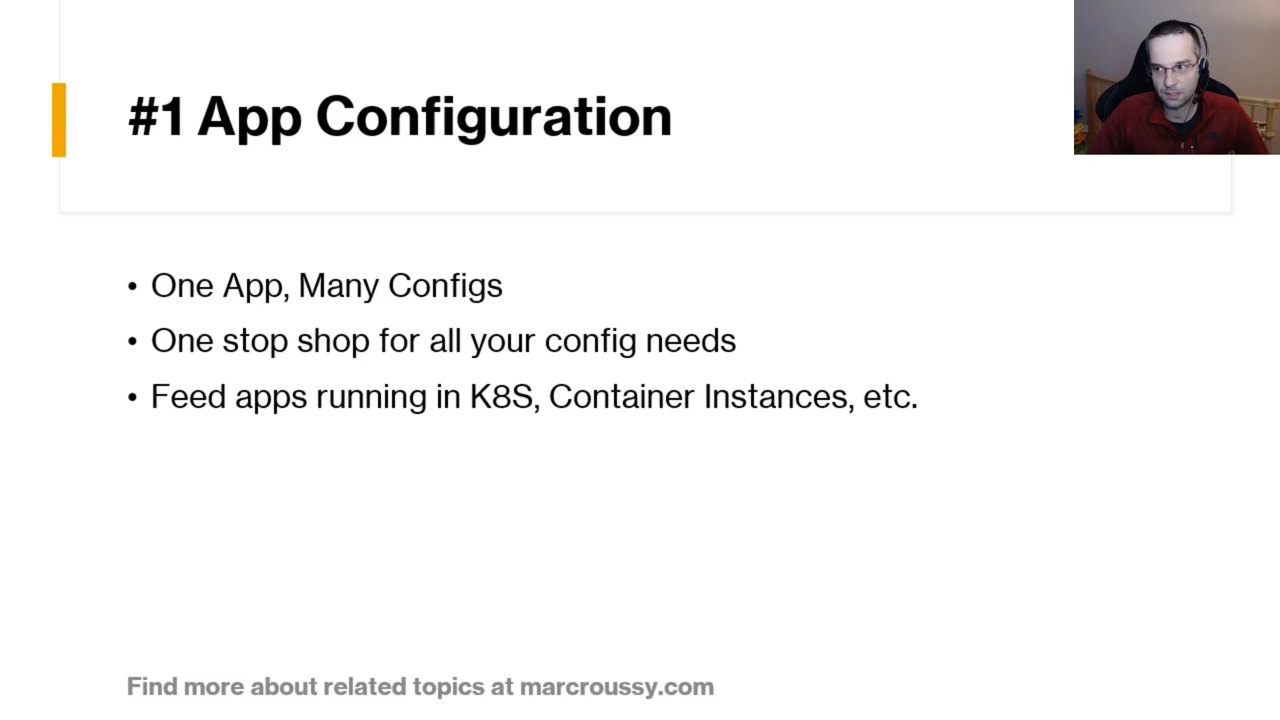 #1 App Configuration
• One App, Many Configs
• One stop shop for all your config needs
• Feed apps running in K8S, Container Instances, etc.
Find more about related topics at marcroussy.com